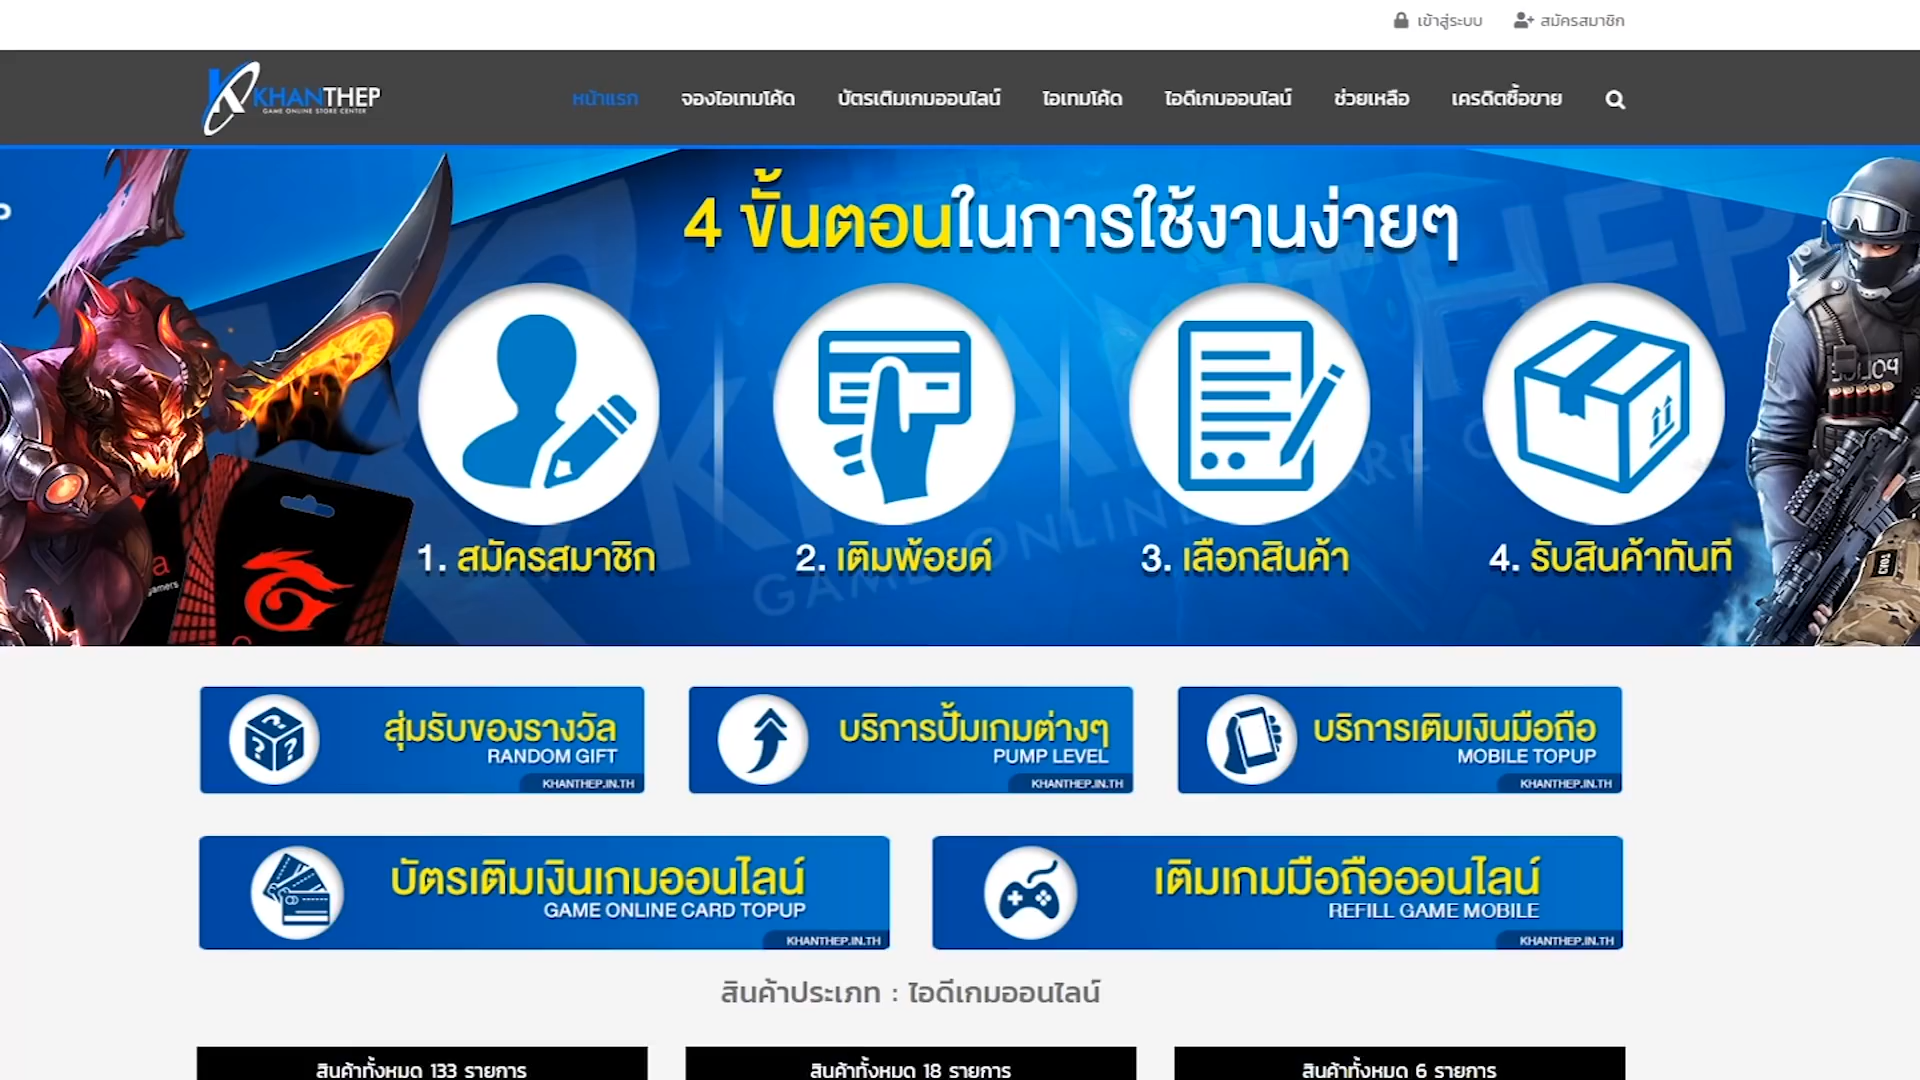 เข้าสู่ระบบ สมัครสมาชิก
KHANTHEP
GAME ONLINE STORE CENTER
หน้าแรก จองไอเทมโค้ด บัตรเติมเกมออนไลน์ ไอเทมโค้ด ไอดีเกมออนไลน์ ช่วยเหลือ เครดิตซื้อขาย
4 ขั้นตอนในการใช้งานง่ายๆ
POLICE
1. สมัครสมาชิก 2. เติมพ้อยด์ 3. เลือกสินค้า 4. รับสินค้าทันที
สุ่มรับของรางวัล
RANDOM GIFT
KHANTHEP.IN.TH
บริการปั้มเกมต่างๆ
PUMP LEVEL
KHANTHEP.IN.TH
บริการเติมเงินมือถือ
MOBILE TOPUP
KHANTHEP.IN.TH
บัตรเติมเงินเกมออนไลน์
GAME ONLINE CARD TOPUP
KHANTHEP.IN.TH
เติมเกมมือถือออนไลน์
REFILL GAME MOBILE
KHANTHEP.IN.TH
สินค้าประเภท : ไอดีเกมออนไลน์
สินค้าทั้งหมด 133 รายการ สินค้าทั้งหมด 18 รายการ สินค้าทั้งหมด 6 รายการ